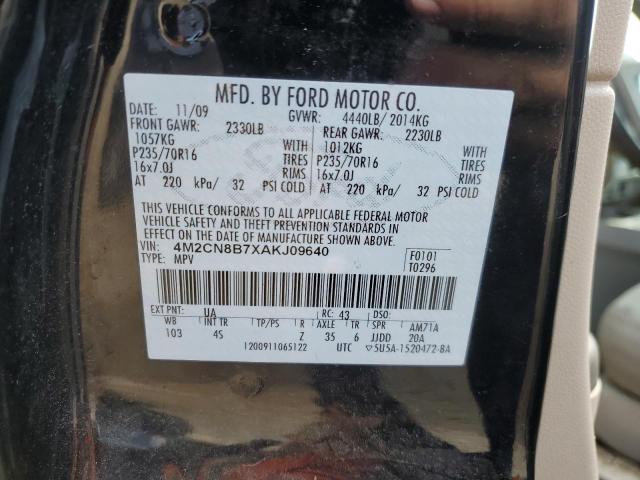 MFD. BY FORD MOTOR CO.
DATE: 11/09 GVWR: 4440LB/ 2014KG
FRONT GAWR: 2330LB REAR GAWR: 2230LB
1057KG WITH 1012KG WITH
P235/70R16 TIRES P235/70R16 TIRES
16x7.0J RIMS 16x7.0J RIMS
AT 220 kPa/ 32 PSI COLD AT 220 kPa/ 32 PSI COLD
THIS VEHICLE CONFORMS TO ALL APPLICABLE FEDERAL MOTOR
VEHICLE SAFETY AND THEFT PREVENTION STANDARDS IN
EFFECT ON THE DATE OF MANUFACTURE SHOWN ABOVE.
VIN: 4M2CN8B7XAKJ09640 F0101
TYPE: MPV T0296
EXT PNT: UA RC: 43 DSO:
WB INT TR TP/PS R AXLE TR SPR AM71A
103 4S Z 35 6 JJDD 20A
1200911065122 UTC ▽5U5A-1520472-BA